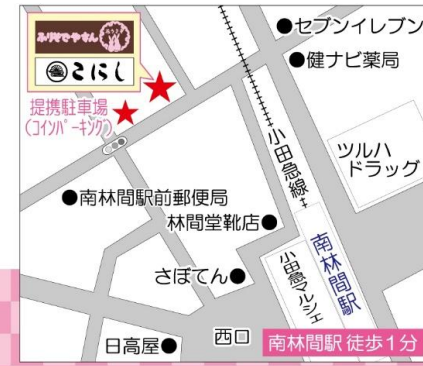 ふりそでやさん
こにし
提携駐車場
(コインパーキング)
セブンイレブン
健ナビ薬局
小田急線
ツルハ
ドラッグ
南林間駅前郵便局
林間堂靴店
さぼてん
小田急マルシェ
南林間駅
日高屋
西口
南林間駅 徒歩1分